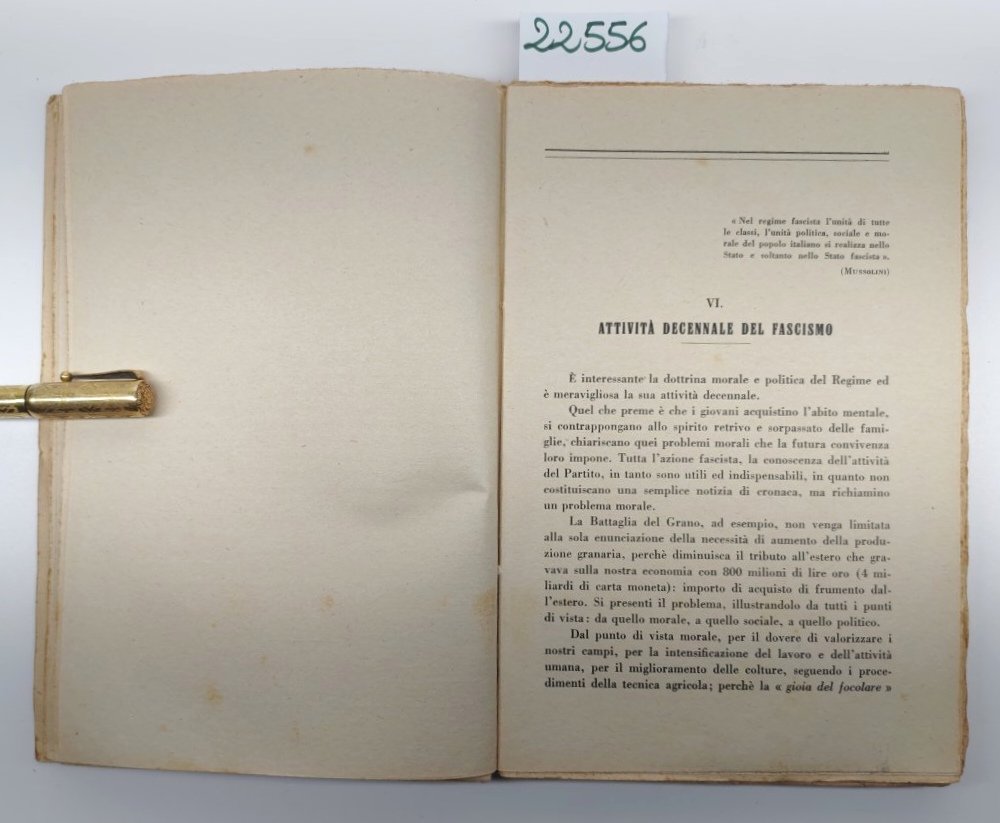 22556
« Nel regime fascista l'unità di tutte
le classi, l'unità politica, sociale e mo-
rale del popolo italiano si realizza nello
Stato e soltanto nello Stato fascista ».
(Mussolini)
VI.
ATTIVITÀ DECENNALE DEL FASCISMO
È interessante la dottrina morale e politica del Regime ed
è meravigliosa la sua attività decennale.
Quel che preme è che i giovani acquistino l'abito mentale,
si contrappongano allo spirito retrivo e sorpassato delle fami-
glie, chiariscano quei problemi morali che la futura convivenza
loro impone. Tutta l'azione fascista, la conoscenza dell'attività
del Partito, in tanto sono utili ed indispensabili, in quanto non
costituiscano una semplice notizia di cronaca, ma richiamino
un problema morale.
La Battaglia del Grano, ad esempio, non venga limitata
alla sola enunciazione della necessità di aumento della produ-
zione granaria, perchè diminuisca il tributo all'estero che gra-
vava sulla nostra economia con 800 milioni di lire oro (4 mi-
liardi di carta moneta): importo di acquisto di frumento dal-
l'estero. Si presenti il problema, illustrandolo da tutti i punti
di vista: da quello morale, a quello sociale, a quello politico.
Dal punto di vista morale, per il dovere di valorizzare i
nostri campi, per la intensificazione del lavoro e dell'attività
umana, per il miglioramento delle colture, seguendo i proce-
dimenti della tecnica agricola; perchè la « gioia del focolare »